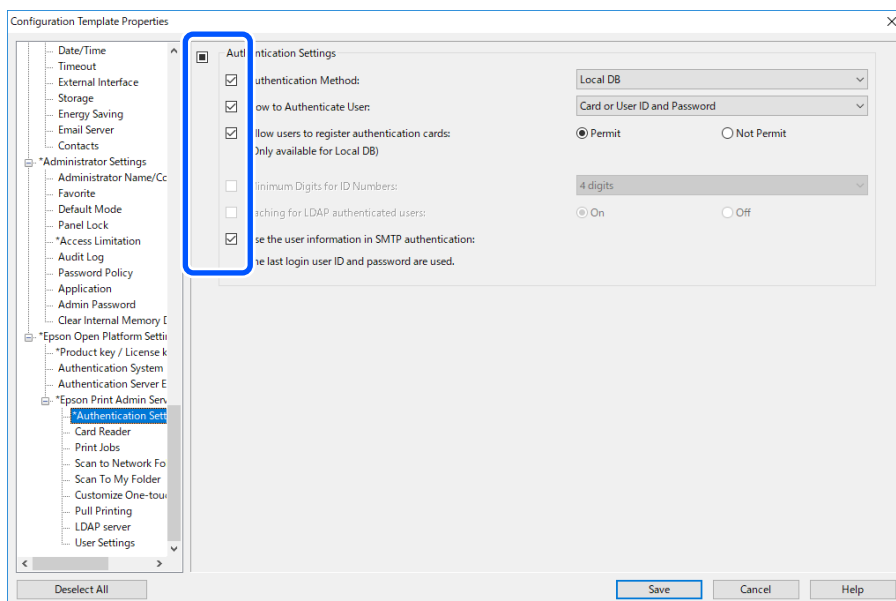 Configuration Template Properties
Date/Time
Timeout
External Interface
Storage
Energy Saving
Email Server
Contacts
*Administrator Settings
Administrator Name/Co
Favorite
Default Mode
Panel Lock
*Access Limitation
Audit Log
Password Policy
Application
Admin Password
Clear Internal Memory D
*Epson Open Platform Settin
*Product key / License k
Authentication System
Authentication Server E
*Epson Print Admin Serv
*Authentication Sett
Card Reader
Print Jobs
Scan to Network Fo
Scan To My Folder
Customize One-touc
Pull Printing
LDAP server
User Settings
Authentication Settings
uthentication Method: Local DB
ow to Authenticate User: Card or User ID and Password
llow users to register authentication cards: Permit Not Permit
Only available for Local DB)
inimum Digits for ID Numbers: 4 digits
aching for LDAP authenticated users: On Off
se the user information in SMTP authentication:
he last login user ID and password are used.
Deselect All Save Cancel Help